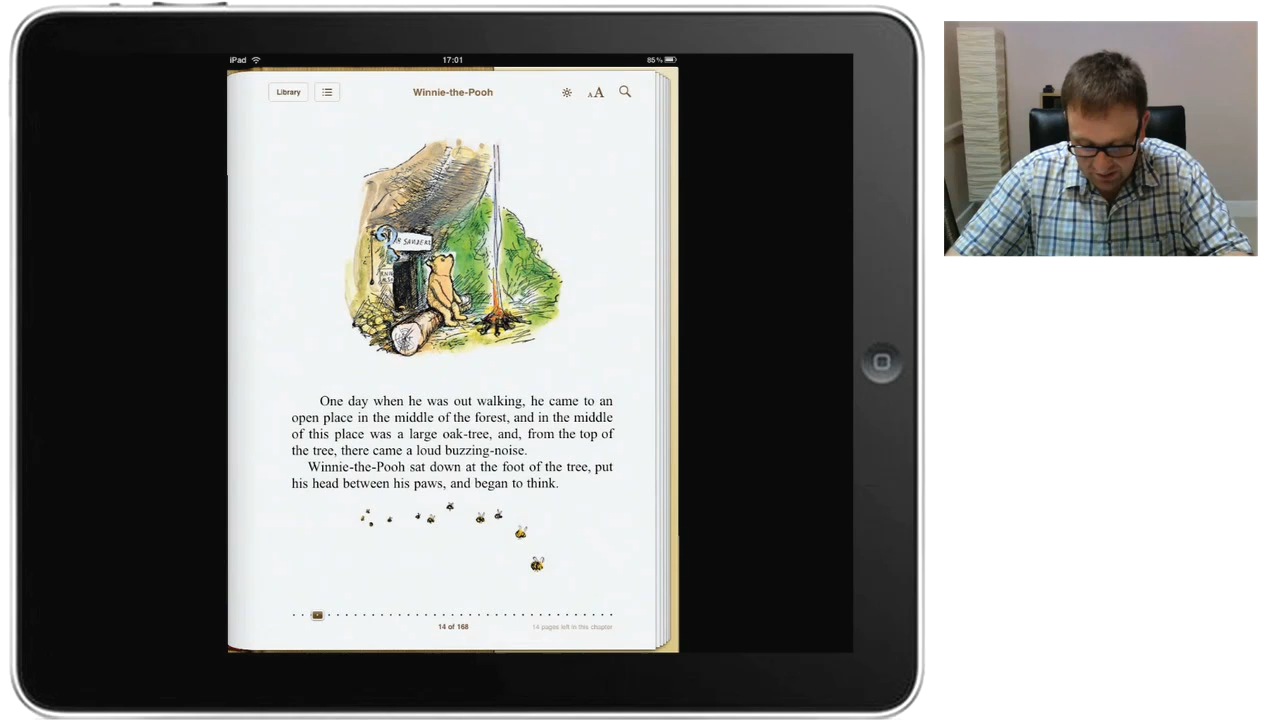 iPad 17:01 85%
Library Winnie-the-Pooh AA
SANDERZ
One day when he was out walking, he came to an
open place in the middle of the forest, and in the middle
of this place was a large oak-tree, and, from the top of
the tree, there came a loud buzzing-noise.
Winnie-the-Pooh sat down at the foot of the tree, put
his head between his paws, and began to think.
14 of 168 14 pages left in this chapter